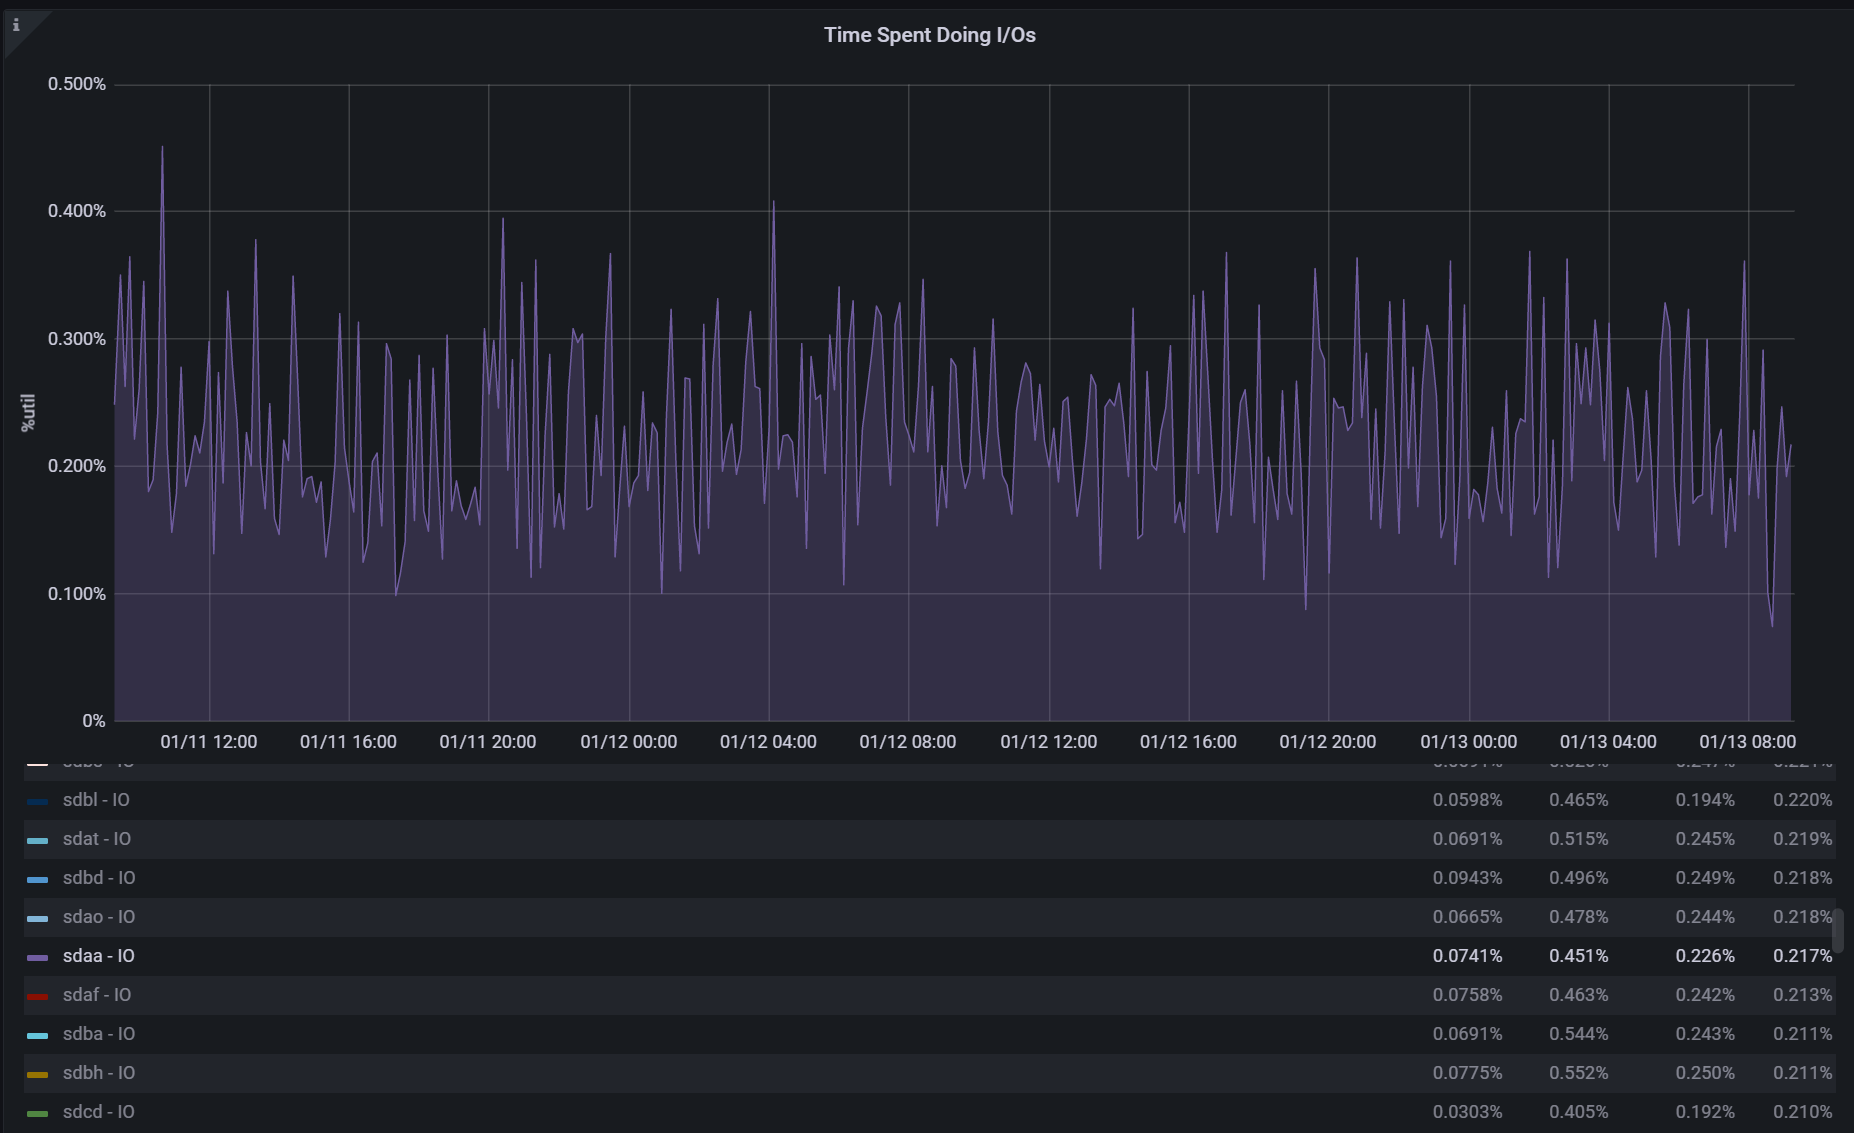 Time Spent Doing I/Os
0.500%
0.400%
0.300%
0.200%
0.100%
0%
%util
01/11 12:00 01/11 16:00 01/11 20:00 01/12 00:00 01/12 04:00 01/12 08:00 01/12 12:00 01/12 16:00 01/12 20:00 01/13 00:00 01/13 04:00 01/13 08:00
sdbl - IO 0.0598% 0.465% 0.194% 0.220%
sdat - IO 0.0691% 0.515% 0.245% 0.219%
sdbd - IO 0.0943% 0.496% 0.249% 0.218%
sdao - IO 0.0665% 0.478% 0.244% 0.218%
sdaa - IO 0.0741% 0.451% 0.226% 0.217%
sdaf - IO 0.0758% 0.463% 0.242% 0.213%
sdba - IO 0.0691% 0.544% 0.243% 0.211%
sdbh - IO 0.0775% 0.552% 0.250% 0.211%
sdcd - IO 0.0303% 0.405% 0.192% 0.210%